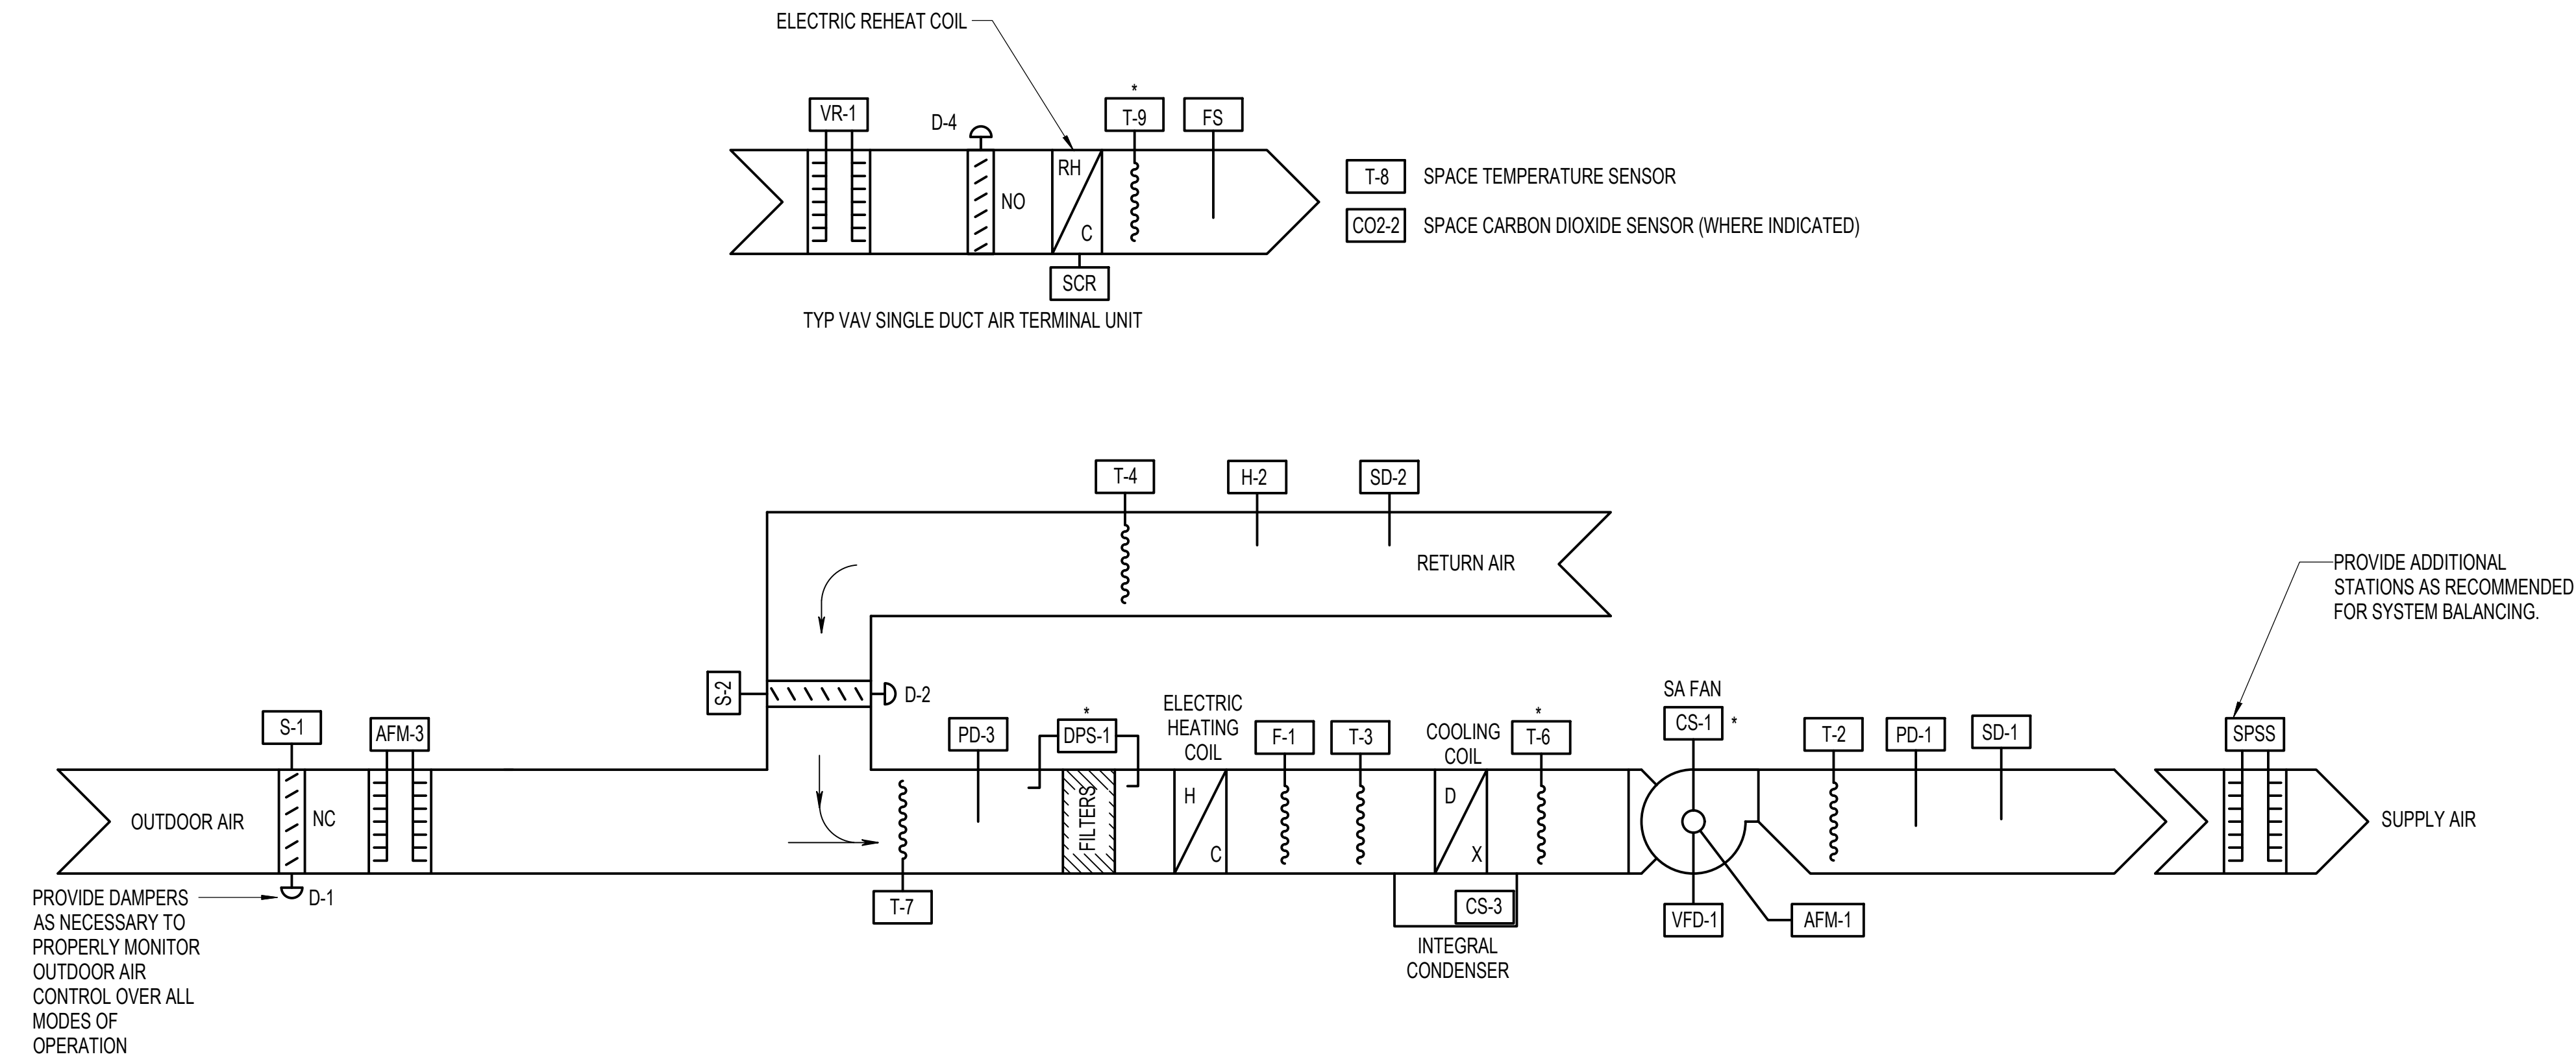 ELECTRIC REHEAT COIL
*
VR-1
D-4
T-9
FS
RH
NO
C
SCR
T-8 SPACE TEMPERATURE SENSOR
CO2-2 SPACE CARBON DIOXIDE SENSOR (WHERE INDICATED)
TYP VAV SINGLE DUCT AIR TERMINAL UNIT
T-4
H-2
SD-2
RETURN AIR
PROVIDE ADDITIONAL
STATIONS AS RECOMMENDED
FOR SYSTEM BALANCING.
S-2
D-2
S-1
AFM-3
PD-3
*
DPS-1
ELECTRIC
HEATING
COIL
F-1
T-3
COOLING
COIL
*
T-6
SA FAN
CS-1 *
T-2
PD-1
SD-1
SPSS
OUTDOOR AIR
NC
FILTERS
H
C
D
X
SUPPLY AIR
D-1
T-7
CS-3
VFD-1
AFM-1
INTEGRAL
CONDENSER
PROVIDE DAMPERS
AS NECESSARY TO
PROPERLY MONITOR
OUTDOOR AIR
CONTROL OVER ALL
MODES OF
OPERATION